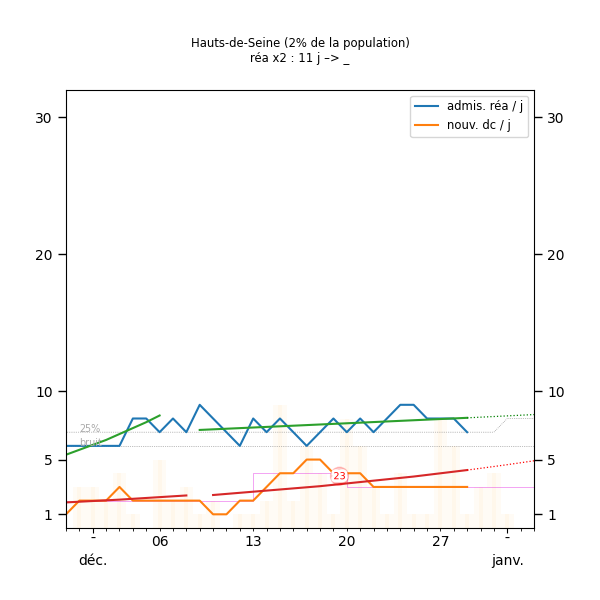 Hauts-de-Seine (2% de la population)
réa x2 : 11 j –> _
admis. réa / j
nouv. dc / j
30
30
20
20
10
10
25%
bruit
5
5
23
1
1
-
06
13
20
27
-
déc.
janv.